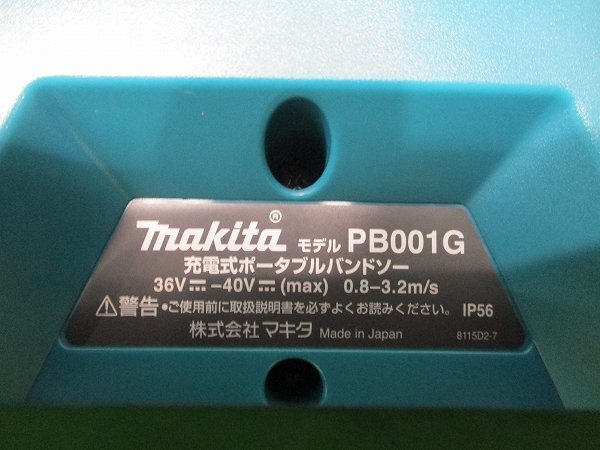 makita® モデル PB001G
充電式ポータブルバンドソー
36V⎓–40V⎓(max) 0.8–3.2m/s
⚠警告 •ご使用前に取扱説明書を必ずよくお読みください。 IP56
株式会社マキタ Made in Japan 8115D2-7